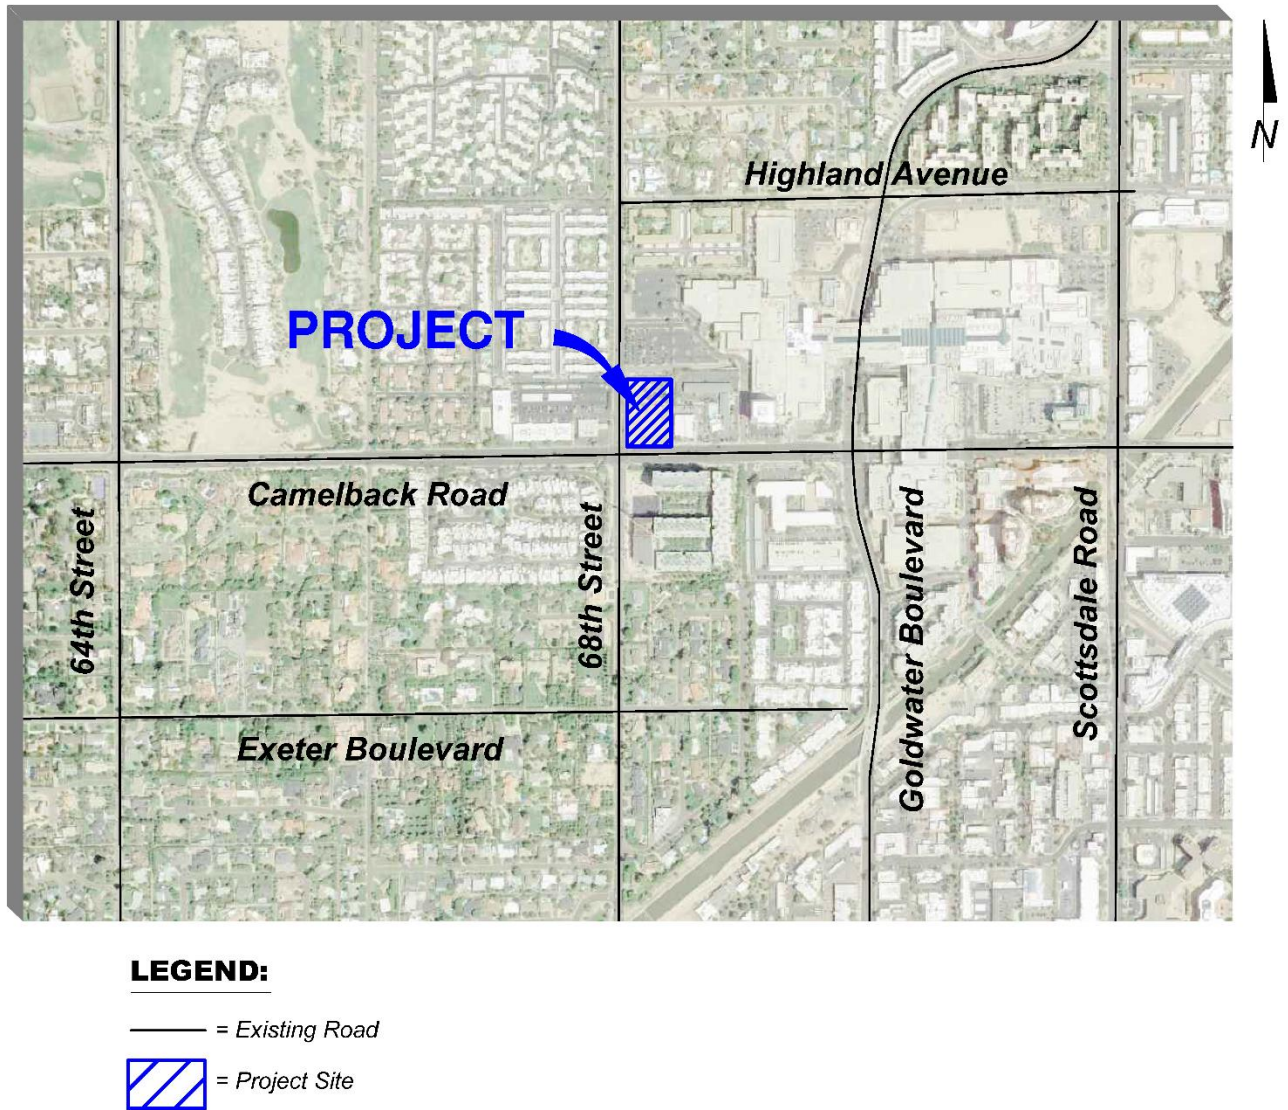 N
Highland Avenue
PROJECT
Camelback Road
64th Street
68th Street
Goldwater Boulevard
Scottsdale Road
Exeter Boulevard
LEGEND:
= Existing Road
= Project Site